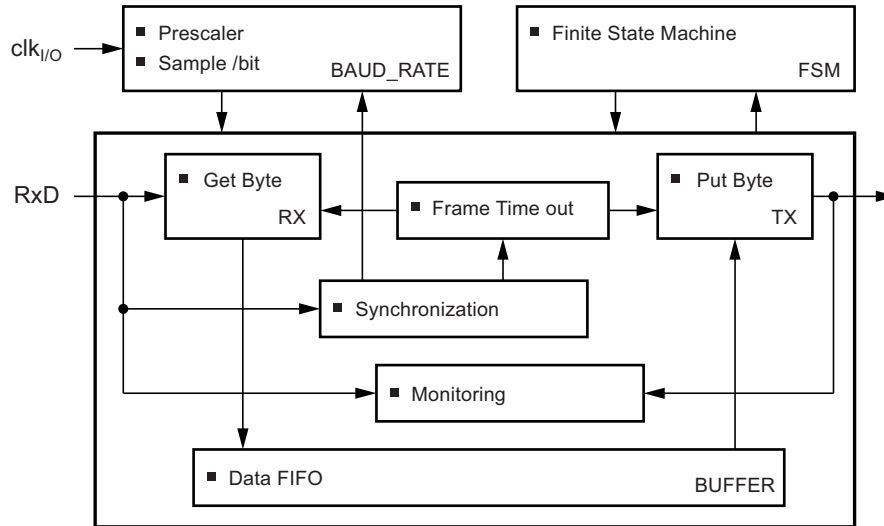 Prescaler
Sample /bit
BAUD_RATE
clkI/O
Finite State Machine
FSM
RxD
Get Byte
RX
Frame Time out
Put Byte
TX
Synchronization
Monitoring
Data FIFO
BUFFER